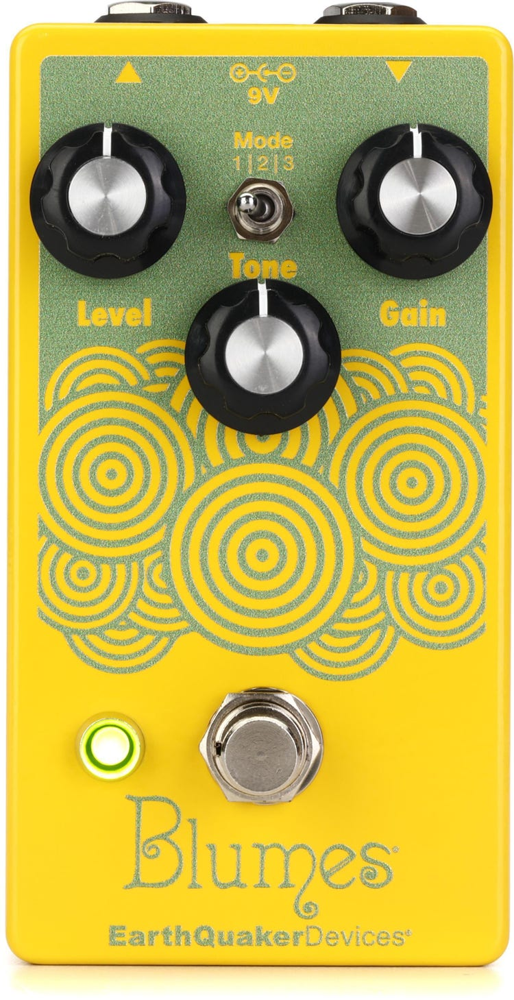 9V
Mode
1|2|3
Tone
Level
Gain
Blumes
EarthQuakerDevices